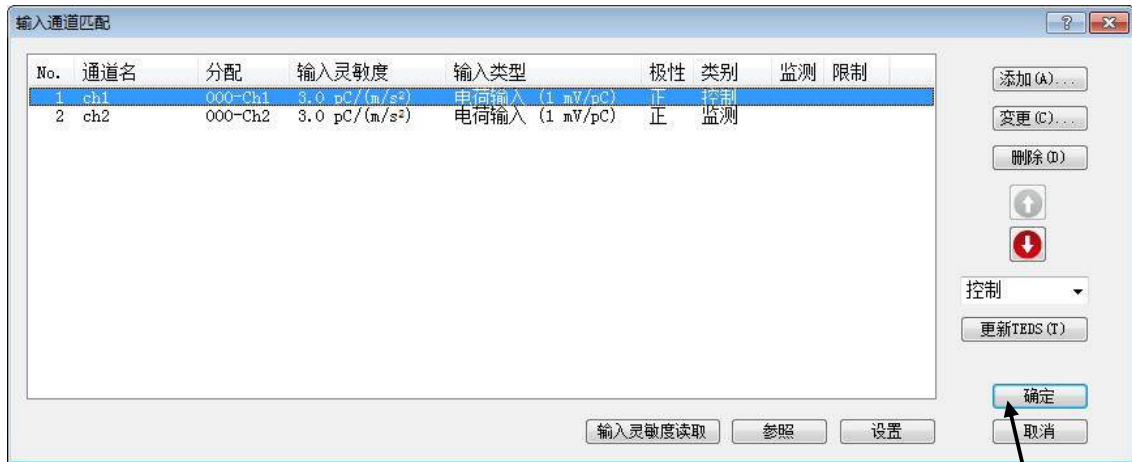 输入通道匹配
No. 通道名 分配 输入灵敏度 输入类型 极性 类别 监测 限制
1 ch1 000-Ch1 3.0 pC/(m/s²) 电荷输入 (1 mV/pC) 正 控制
2 ch2 000-Ch2 3.0 pC/(m/s²) 电荷输入 (1 mV/pC) 正 监测
添加(A)...
变更(C)...
删除(D)
控制
更新TEDS(T)
确定
输入灵敏度读取 参照 设置 取消